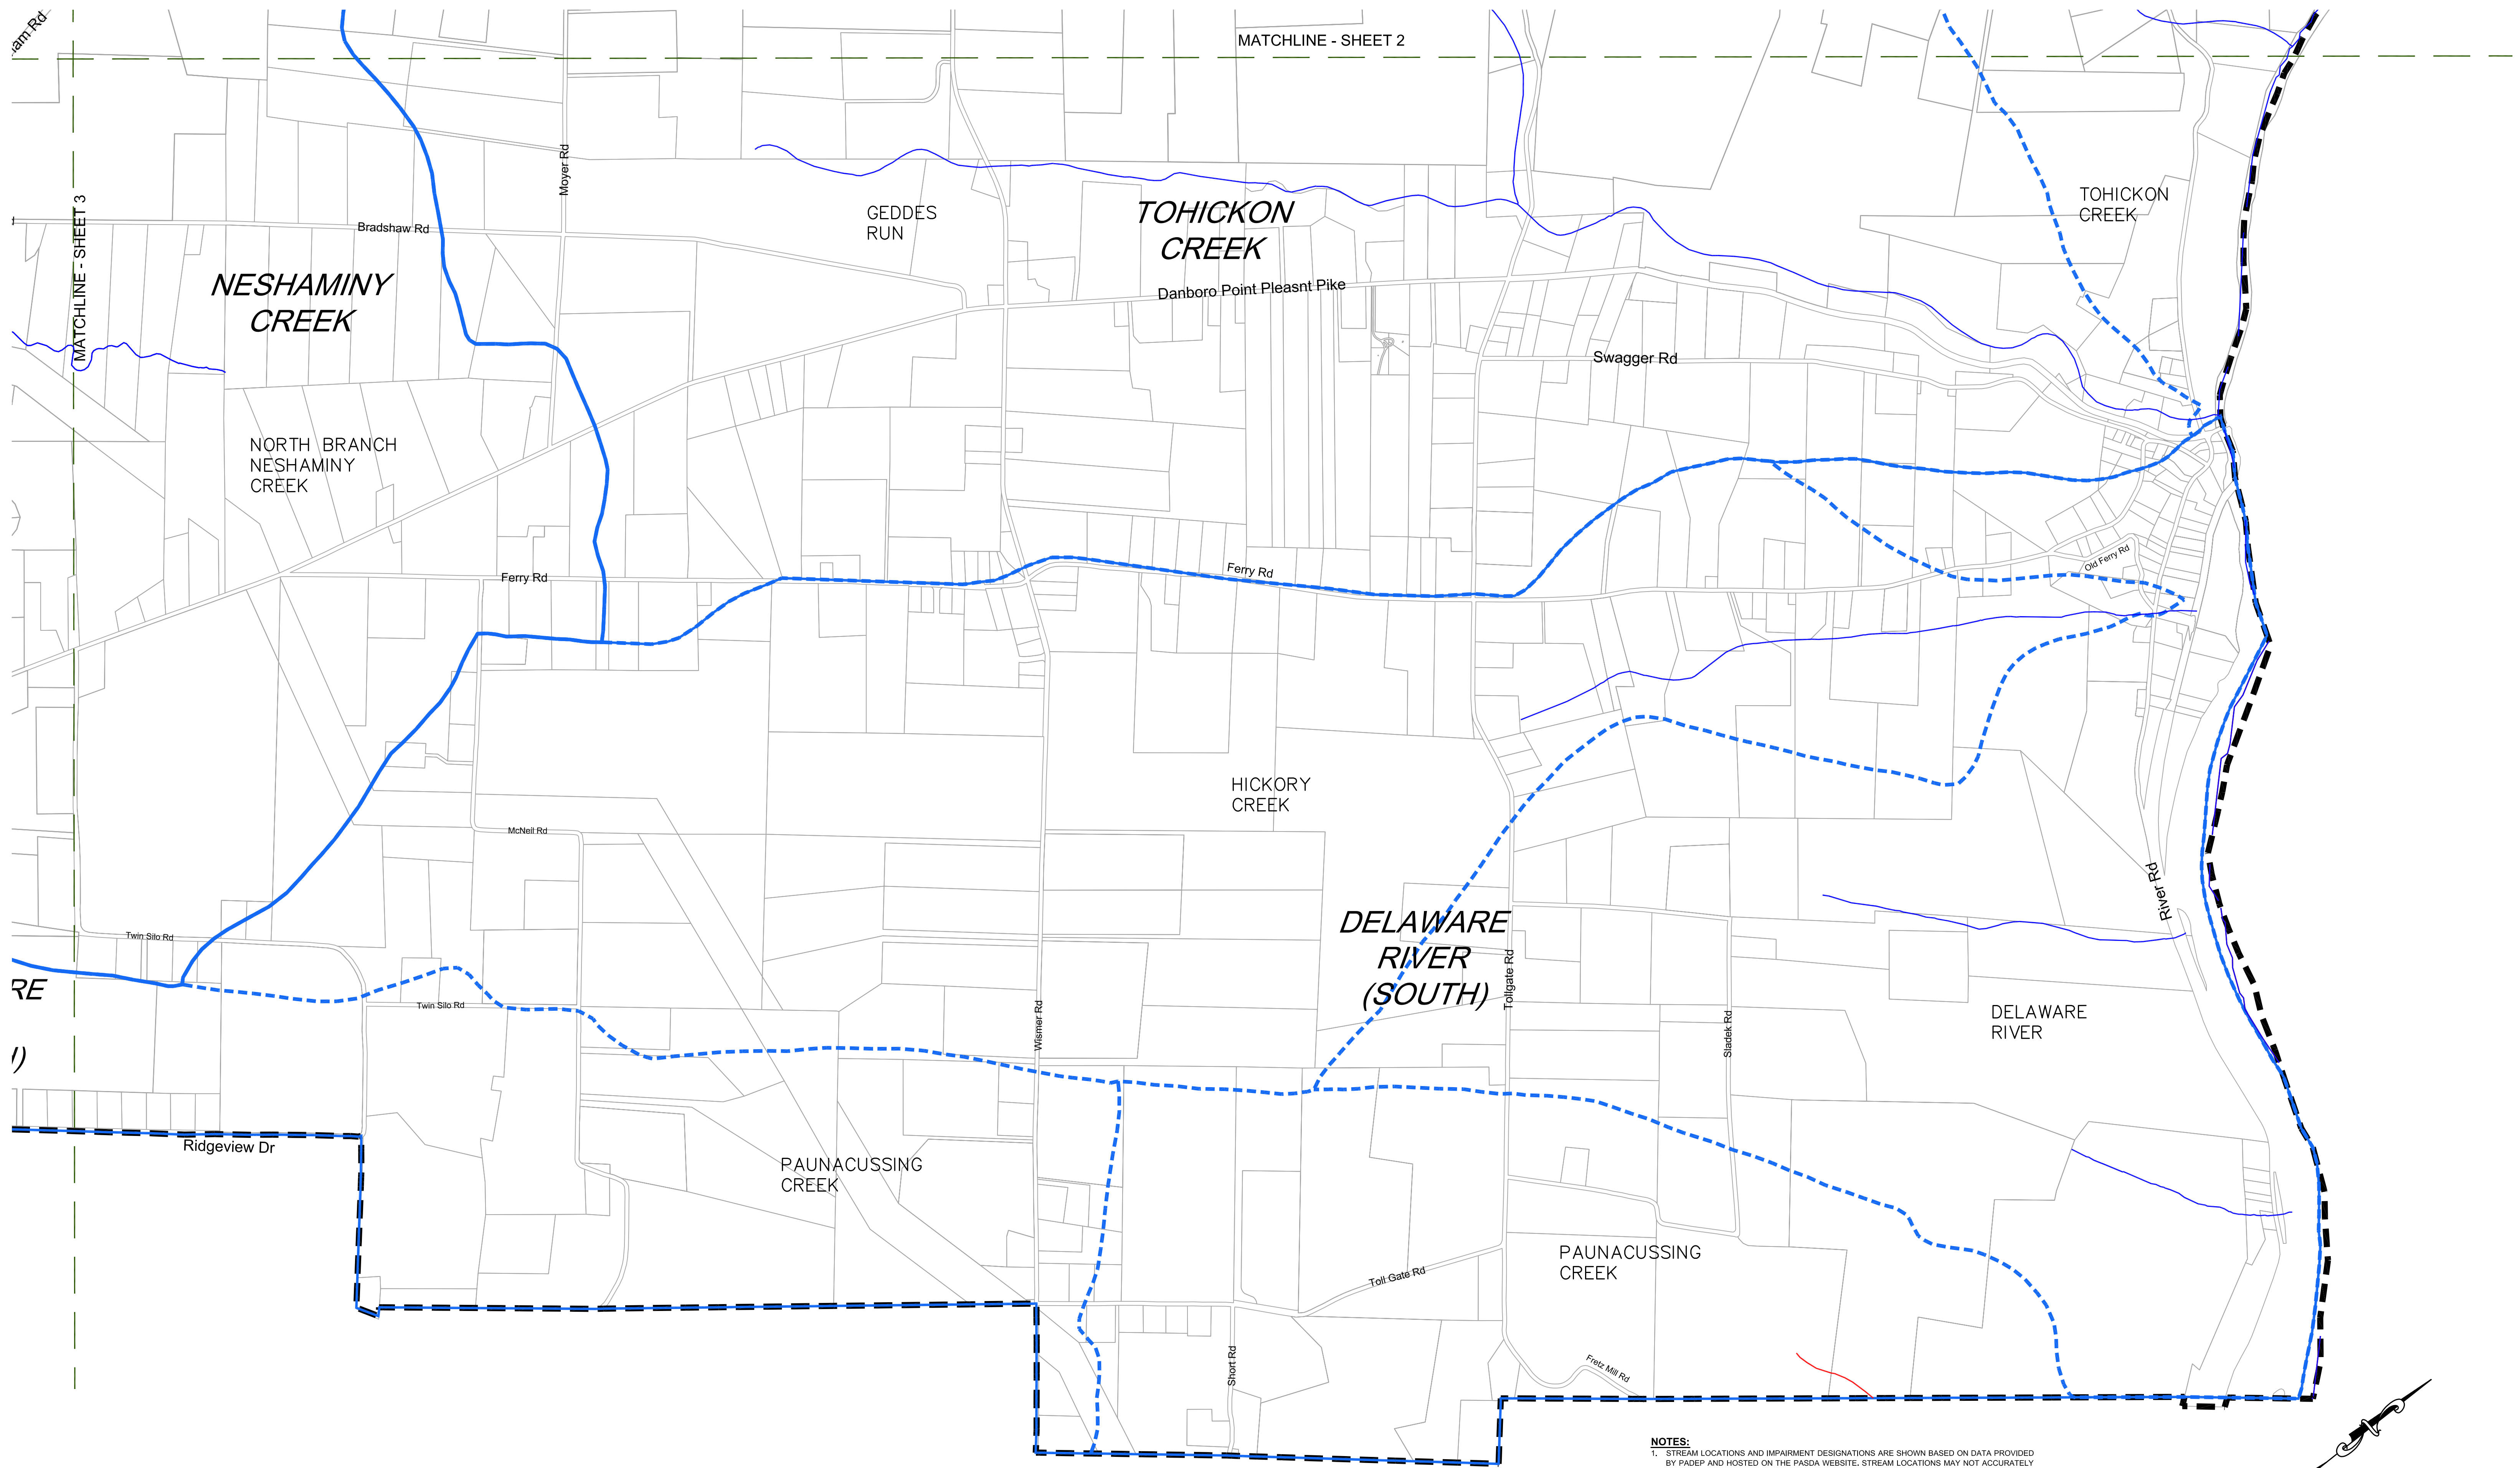 MATCHLINE - SHEET 2
Moyer Rd
TOHICKON
CREEK
MATCHLINE - SHEET 3
GEDDES
RUN
TOHICKON
CREEK
Bradshaw Rd
NESHAMINY
CREEK
Danboro Point Pleasnt Pike
Swagger Rd
NORTH BRANCH
NESHAMINY
CREEK
Old Ferry Rd
Ferry Rd
Ferry Rd
HICKORY
CREEK
McNeil Rd
River Rd
DELAWARE
RIVER
(SOUTH)
Twin Silo Rd
Tollgate Rd
RE
Twin Silo Rd
Wismer Rd
Sladek Rd
DELAWARE
RIVER
Ridgeview Dr
PAUNACUSSING
CREEK
PAUNACUSSING
CREEK
Toll Gate Rd
Short Rd
Fretz Mill Rd
NOTES:
1. STREAM LOCATIONS AND IMPAIRMENT DESIGNATIONS ARE SHOWN BASED ON DATA PROVIDED
BY PADEP AND HOSTED ON THE PASDA WEBSITE. STREAM LOCATIONS MAY NOT ACCURATELY